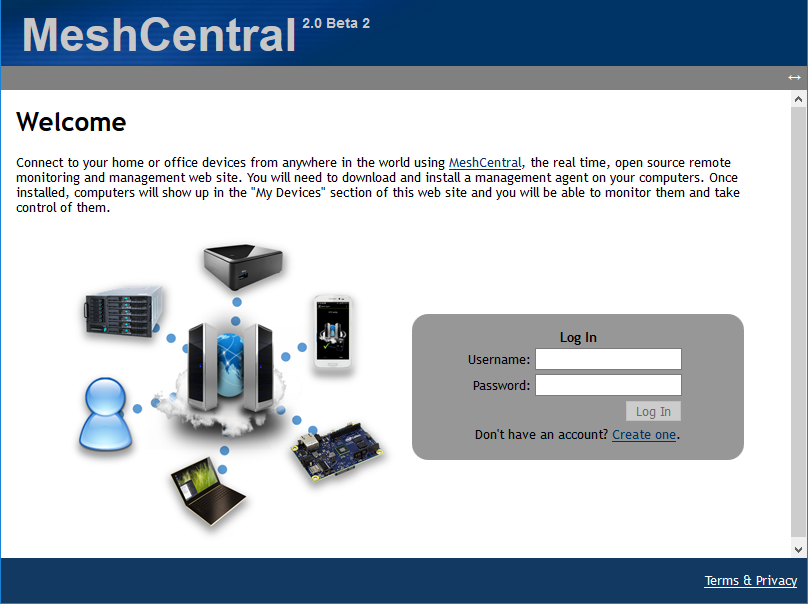 MeshCentral 2.0 Beta 2
Welcome
Connect to your home or office devices from anywhere in the world using MeshCentral, the real time, open source remote
monitoring and management web site. You will need to download and install a management agent on your computers. Once
installed, computers will show up in the "My Devices" section of this web site and you will be able to monitor them and take
control of them.
Log In
Username:
Password:
Log In
Don't have an account? Create one.
Terms & Privacy